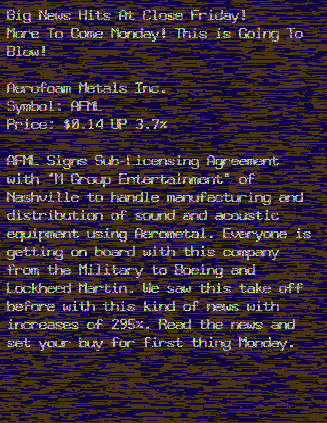 Big News Hits At Close Friday!
More To Come Monday! This is Going To
Blow!
Aerofoam Metals Inc.
Symbol: AFML
Price: $0.14 UP 3.7%
AFML Signs Sub-Licensing Agreement
with "M Group Entertainment" of
Nashville to handle manufacturing and
distribution of sound and acoustic
equipment using Aerometal. Everyone is
getting on board with this company
from the Military to Boeing and
Lockheed Martin. We saw this take off
before with this kind of news with
increases of 295%. Read the news and
set your buy for first thing Monday.